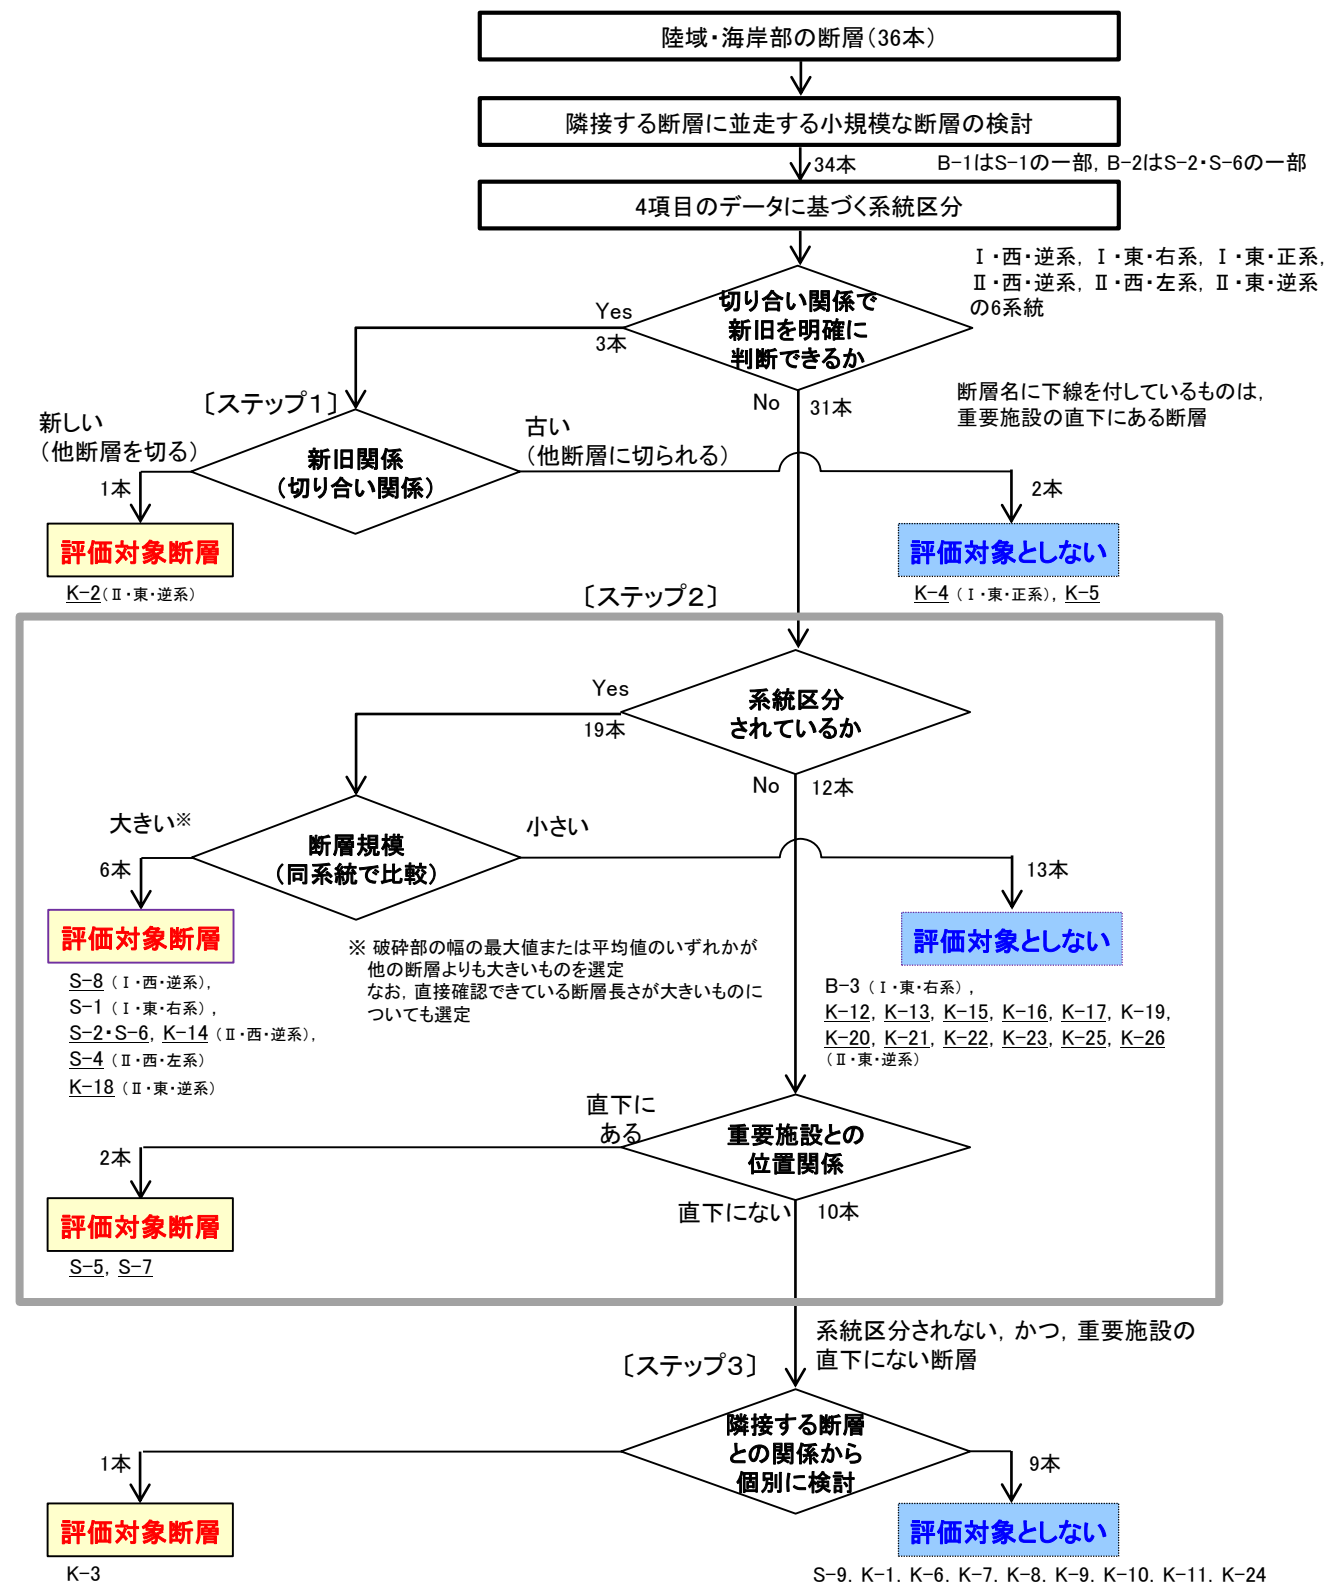 陸域・海岸部の断層(36本)
隣接する断層に並走する小規模な断層の検討
34本
B-1はS-1の一部, B-2はS-2・S-6の一部
4項目のデータに基づく系統区分
Ⅰ・西・逆系, Ⅰ・東・右系, Ⅰ・東・正系,
Ⅱ・西・逆系, Ⅱ・西・左系, Ⅱ・東・逆系
の6系統
切り合い関係で
新旧を明確に
判断できるか
Yes
3本
No
31本
断層名に下線を付しているものは,
重要施設の直下にある断層
〔ステップ1〕
新しい
(他断層を切る)
新旧関係
(切り合い関係)
古い
(他断層に切られる)
1本
2本
評価対象断層
K-2(Ⅱ・東・逆系)
評価対象としない
K-4 (Ⅰ・東・正系), K-5
〔ステップ2〕
系統区分
されているか
Yes
19本
No
12本
大きい※
断層規模
(同系統で比較)
小さい
6本
13本
評価対象断層
S-8 (Ⅰ・西・逆系),
S-1 (Ⅰ・東・右系),
S-2・S-6, K-14 (Ⅱ・西・逆系),
S-4 (Ⅱ・西・左系)
K-18 (Ⅱ・東・逆系)
※ 破砕部の幅の最大値または平均値のいずれかが
他の断層よりも大きいものを選定
なお, 直接確認できている断層長さが大きいものに
ついても選定
評価対象としない
B-3 (Ⅰ・東・右系),
K-12, K-13, K-15, K-16, K-17, K-19,
K-20, K-21, K-22, K-23, K-25, K-26
(Ⅱ・東・逆系)
直下に
ある
重要施設との
位置関係
2本
直下にない
10本
評価対象断層
S-5, S-7
系統区分されない, かつ, 重要施設の
直下にない断層
〔ステップ3〕
隣接する断層
との関係から
個別に検討
1本
9本
評価対象断層
K-3
評価対象としない
S-9, K-1, K-6, K-7, K-8, K-9, K-10, K-11, K-24